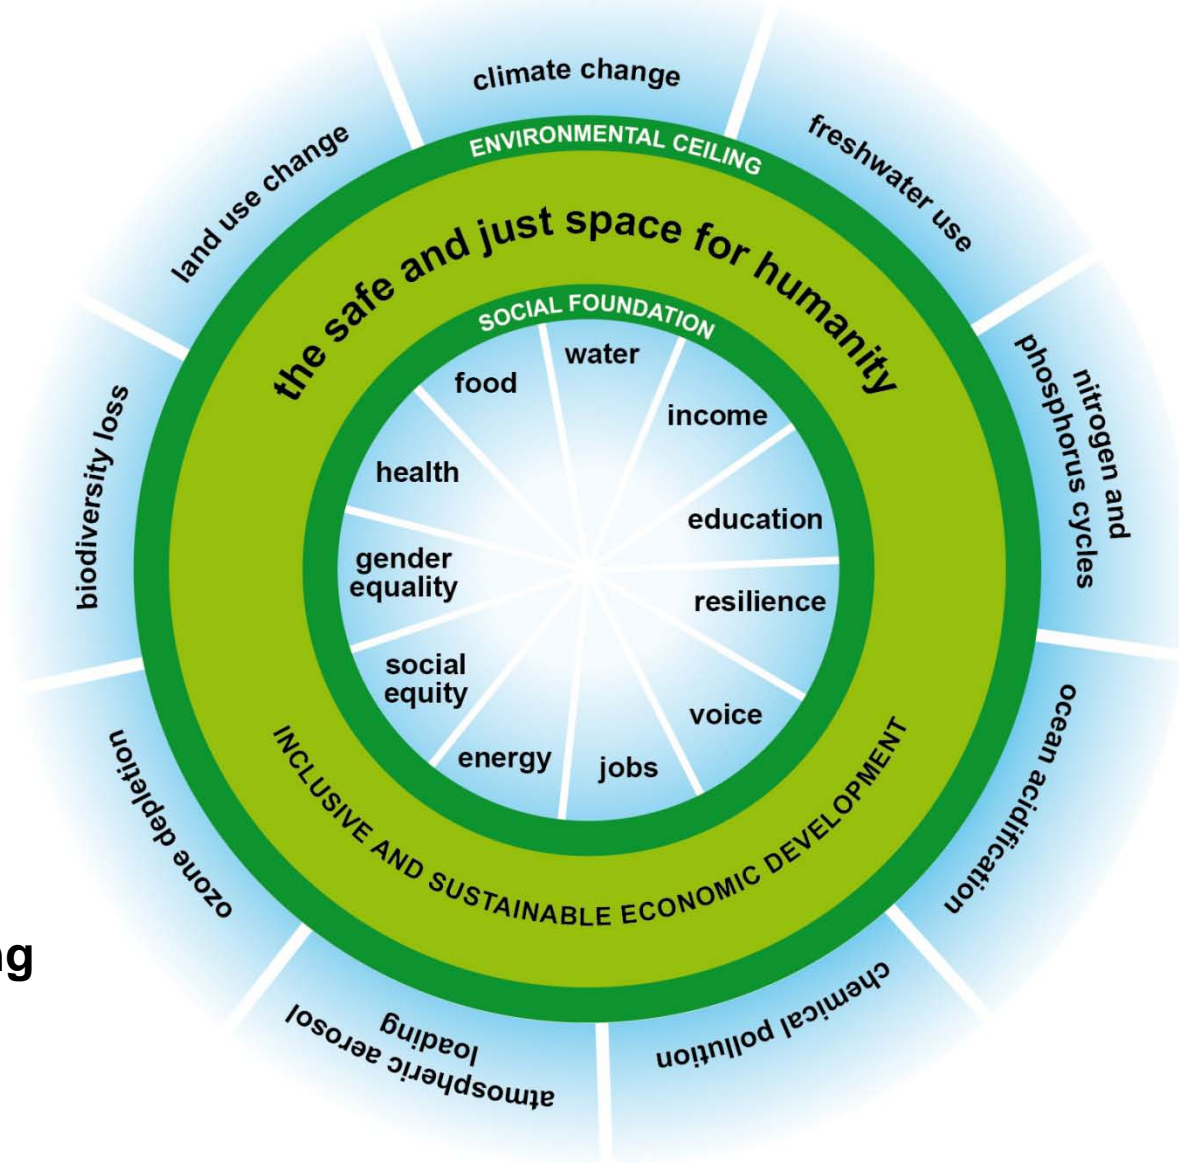 climate change
freshwater use
nitrogen and
phosphorus cycles
ocean acidification
chemical pollution
atmospheric aerosol
loading
ozone depletion
biodiversity loss
land use change
ENVIRONMENTAL CEILING
the safe and just space for humanity
SOCIAL FOUNDATION
water
income
education
resilience
voice
jobs
energy
social
equity
gender
equality
health
food
INCLUSIVE AND SUSTAINABLE ECONOMIC DEVELOPMENT